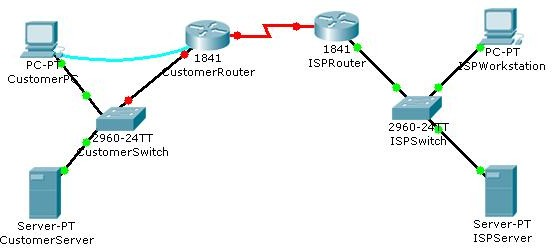 PC-PT
CustomerPC
1841
CustomerRouter
1841
ISPRouter
PC-PT
ISPWorkstation
2960-24TT
CustomerSwitch
2960-24TT
ISPSwitch
Server-PT
CustomerServer
Server-PT
ISPServer